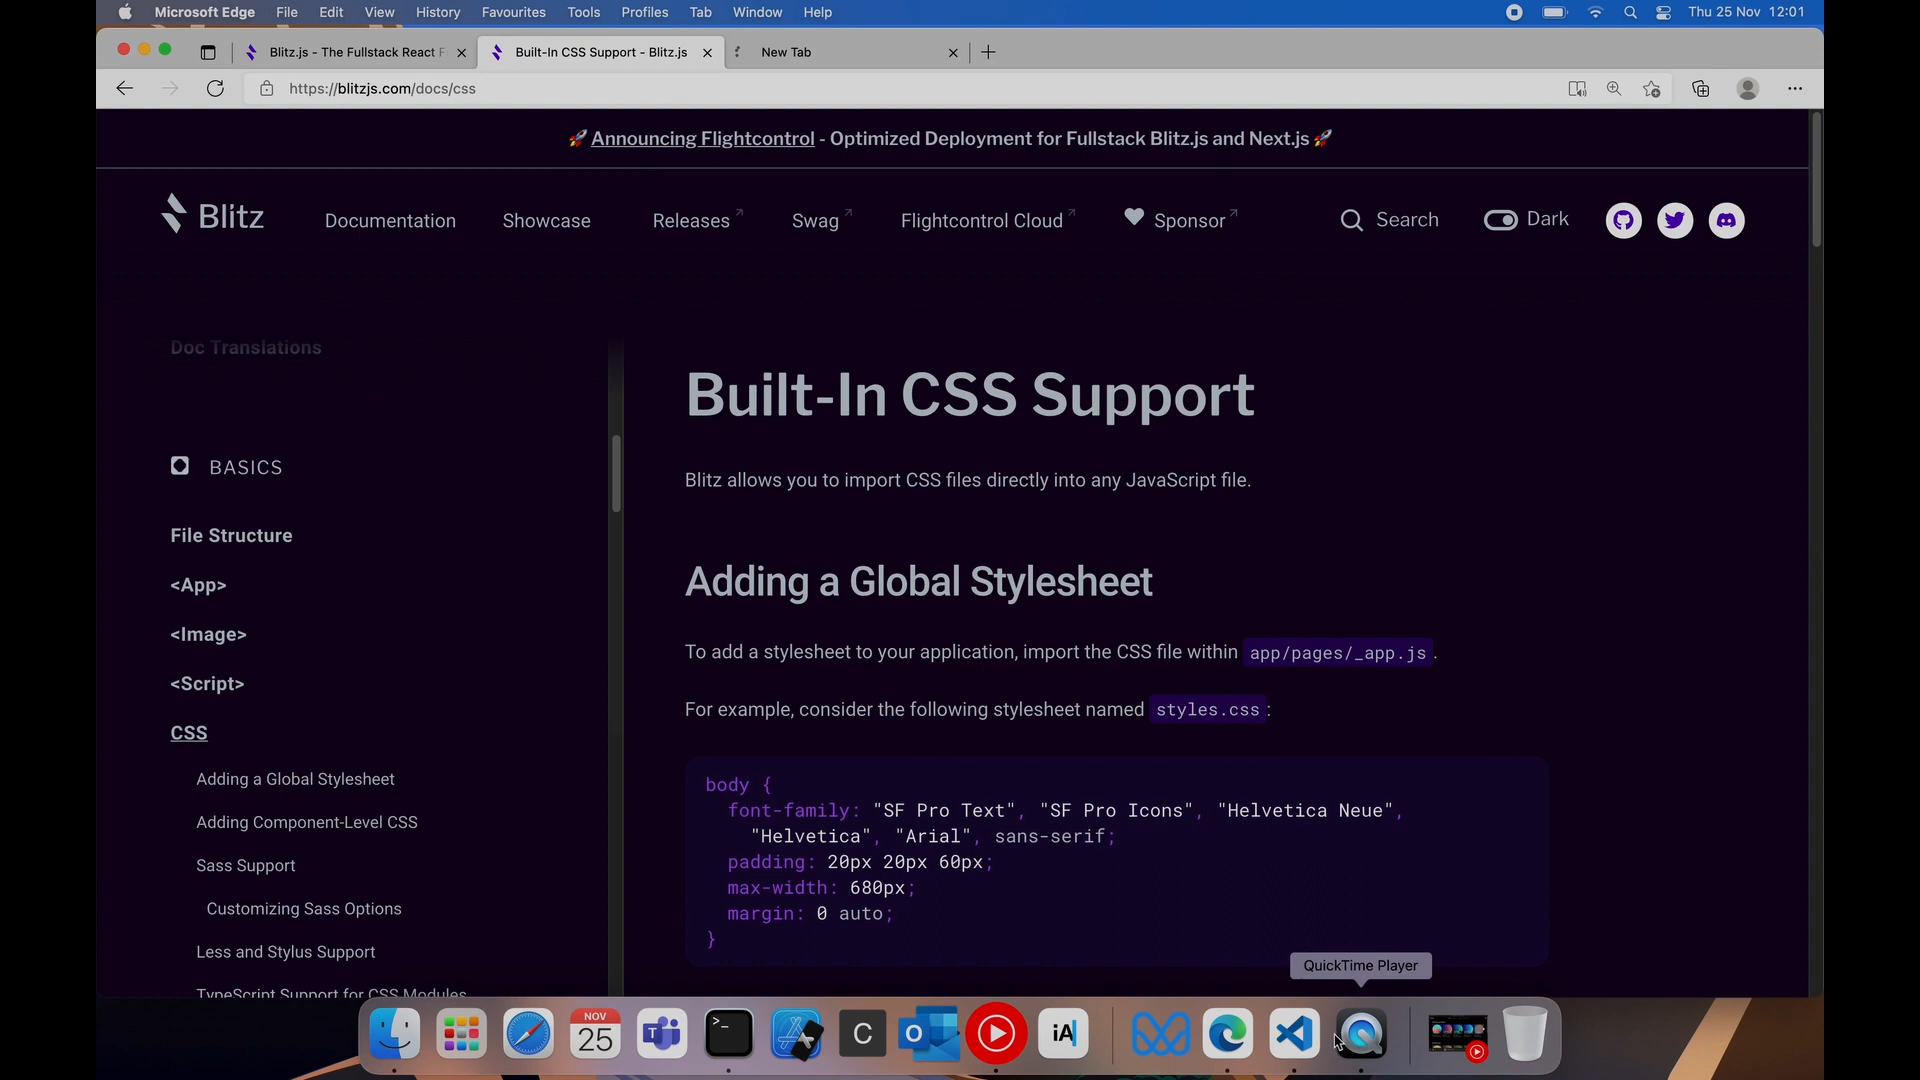 Microsoft Edge File Edit View History Favourites Tools Profiles Tab Window Help Thu 25 Nov 12:01
Blitz.js - The Fullstack React F Built-In CSS Support - Blitz.js New Tab
https://blitzjs.com/docs/css
🚀 Announcing Flightcontrol - Optimized Deployment for Fullstack Blitz.js and Next.js 🚀
Blitz Documentation Showcase Releases Swag Flightcontrol Cloud Sponsor Search Dark
Doc Translations
BASICS
File Structure
<App>
<Image>
<Script>
CSS
Adding a Global Stylesheet
Adding Component-Level CSS
Sass Support
Customizing Sass Options
Less and Stylus Support
TypeScript Support for CSS Modules
Built-In CSS Support
Blitz allows you to import CSS files directly into any JavaScript file.
Adding a Global Stylesheet
To add a stylesheet to your application, import the CSS file within app/pages/_app.js.
For example, consider the following stylesheet named styles.css:
body {
font-family: "SF Pro Text", "SF Pro Icons", "Helvetica Neue",
"Helvetica", "Arial", sans-serif;
padding: 20px 20px 60px;
max-width: 680px;
margin: 0 auto;
}
QuickTime Player
NOV
25
C
iA